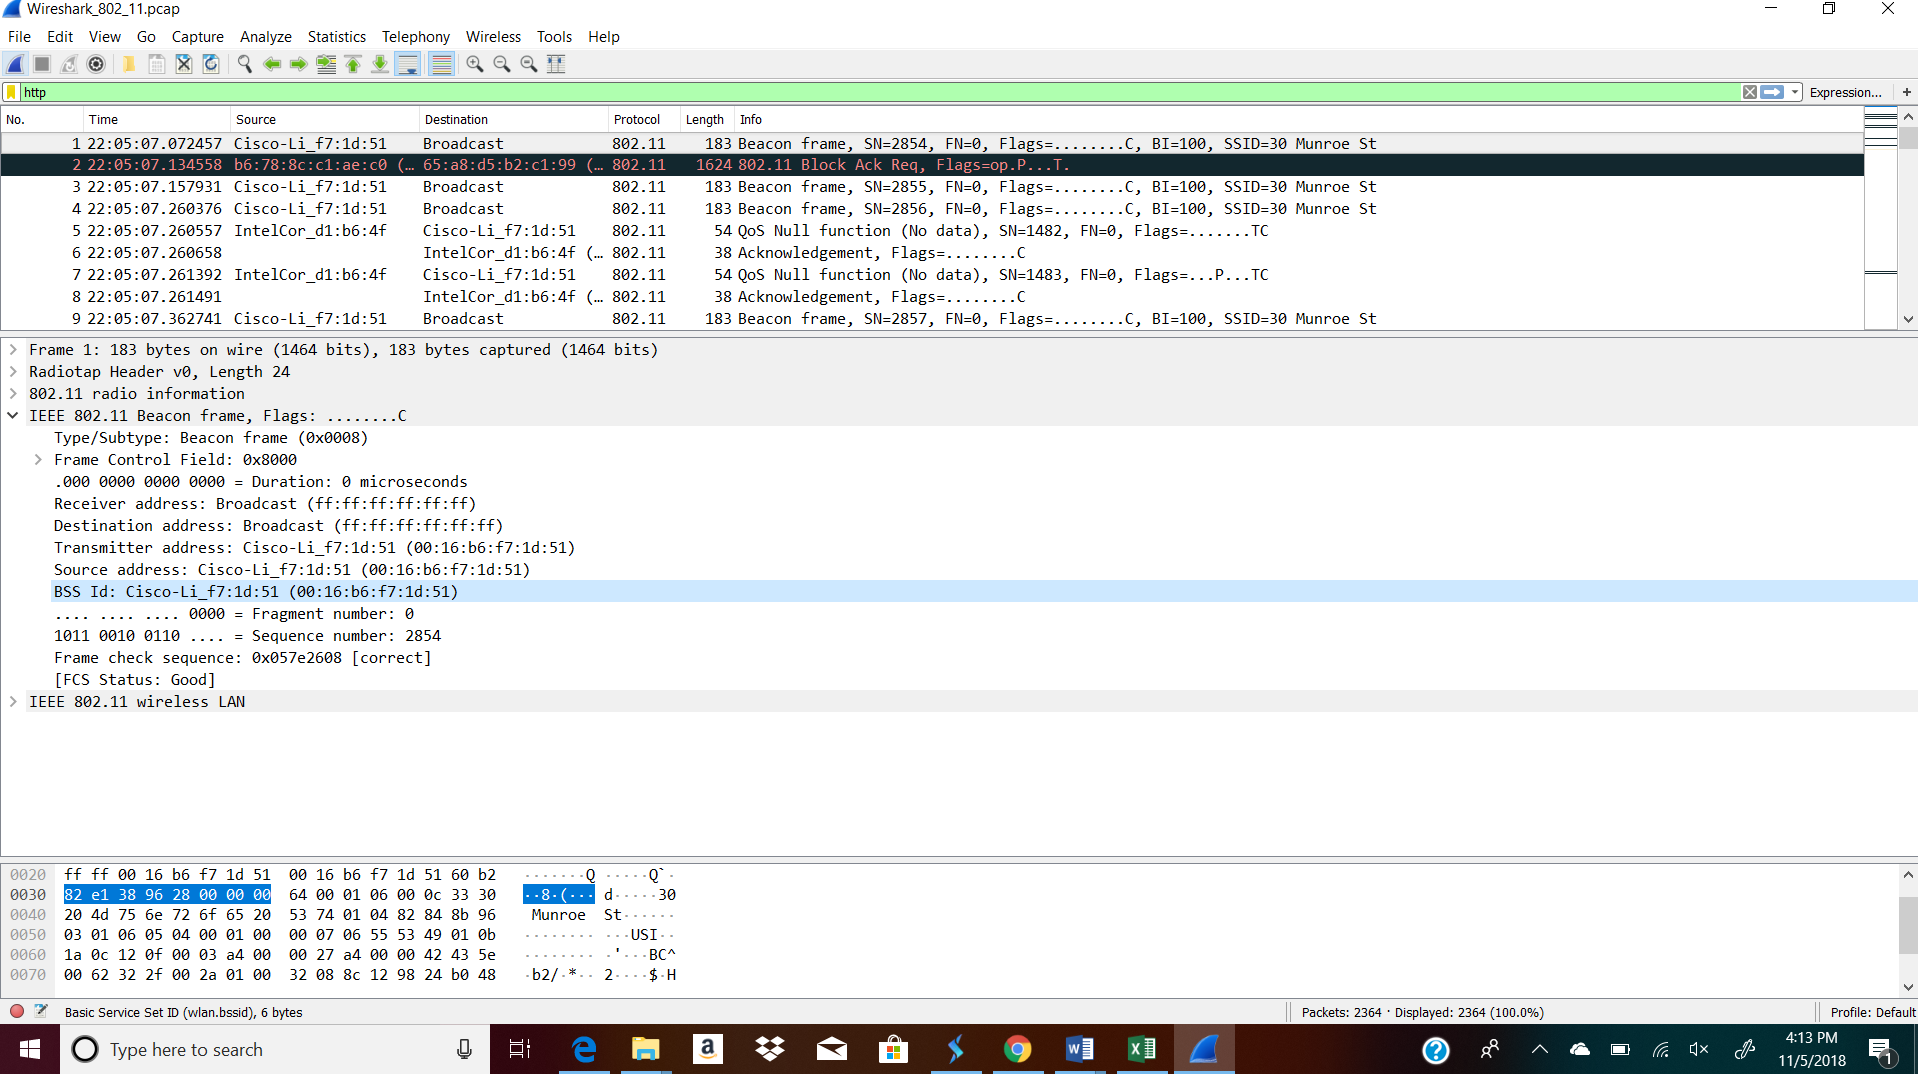 Wireshark_802_11.pcap
File Edit View Go Capture Analyze Statistics Telephony Wireless Tools Help
http Expression... +
No. Time Source Destination Protocol Length Info
1 22:05:07.072457 Cisco-Li_f7:1d:51 Broadcast 802.11 183 Beacon frame, SN=2854, FN=0, Flags=........C, BI=100, SSID=30 Munroe St
2 22:05:07.134558 b6:78:8c:c1:ae:c0 (… 65:a8:d5:b2:c1:99 (… 802.11 1624 802.11 Block Ack Req, Flags=op.P...T.
3 22:05:07.157931 Cisco-Li_f7:1d:51 Broadcast 802.11 183 Beacon frame, SN=2855, FN=0, Flags=........C, BI=100, SSID=30 Munroe St
4 22:05:07.260376 Cisco-Li_f7:1d:51 Broadcast 802.11 183 Beacon frame, SN=2856, FN=0, Flags=........C, BI=100, SSID=30 Munroe St
5 22:05:07.260557 IntelCor_d1:b6:4f Cisco-Li_f7:1d:51 802.11 54 QoS Null function (No data), SN=1482, FN=0, Flags=.......TC
6 22:05:07.260658 IntelCor_d1:b6:4f (… 802.11 38 Acknowledgement, Flags=........C
7 22:05:07.261392 IntelCor_d1:b6:4f Cisco-Li_f7:1d:51 802.11 54 QoS Null function (No data), SN=1483, FN=0, Flags=...P...TC
8 22:05:07.261491 IntelCor_d1:b6:4f (… 802.11 38 Acknowledgement, Flags=........C
9 22:05:07.362741 Cisco-Li_f7:1d:51 Broadcast 802.11 183 Beacon frame, SN=2857, FN=0, Flags=........C, BI=100, SSID=30 Munroe St
Frame 1: 183 bytes on wire (1464 bits), 183 bytes captured (1464 bits)
Radiotap Header v0, Length 24
802.11 radio information
IEEE 802.11 Beacon frame, Flags: ........C
Type/Subtype: Beacon frame (0x0008)
Frame Control Field: 0x8000
.000 0000 0000 0000 = Duration: 0 microseconds
Receiver address: Broadcast (ff:ff:ff:ff:ff:ff)
Destination address: Broadcast (ff:ff:ff:ff:ff:ff)
Transmitter address: Cisco-Li_f7:1d:51 (00:16:b6:f7:1d:51)
Source address: Cisco-Li_f7:1d:51 (00:16:b6:f7:1d:51)
BSS Id: Cisco-Li_f7:1d:51 (00:16:b6:f7:1d:51)
.... .... .... 0000 = Fragment number: 0
1011 0010 0110 .... = Sequence number: 2854
Frame check sequence: 0x057e2608 [correct]
[FCS Status: Good]
IEEE 802.11 wireless LAN
0020 ff ff 00 16 b6 f7 1d 51 00 16 b6 f7 1d 51 60 b2 ·······Q ·····Q`·
0030 82 e1 38 96 28 00 00 00 64 00 01 06 00 0c 33 30 ··8·(··· d·····30
0040 20 4d 75 6e 72 6f 65 20 53 74 01 04 82 84 8b 96 Munroe St······
0050 03 01 06 05 04 00 01 00 00 07 06 55 53 49 01 0b ········ ···USI··
0060 1a 0c 12 0f 00 03 a4 00 00 27 a4 00 00 42 43 5e ········ ·'···BC^
0070 00 62 32 2f 00 2a 01 00 32 08 8c 12 98 24 b0 48 ·b2/·*·· 2····$·H
Basic Service Set ID (wlan.bssid), 6 bytes Packets: 2364 · Displayed: 2364 (100.0%) Profile: Default
Type here to search 4:13 PM
11/5/2018 1